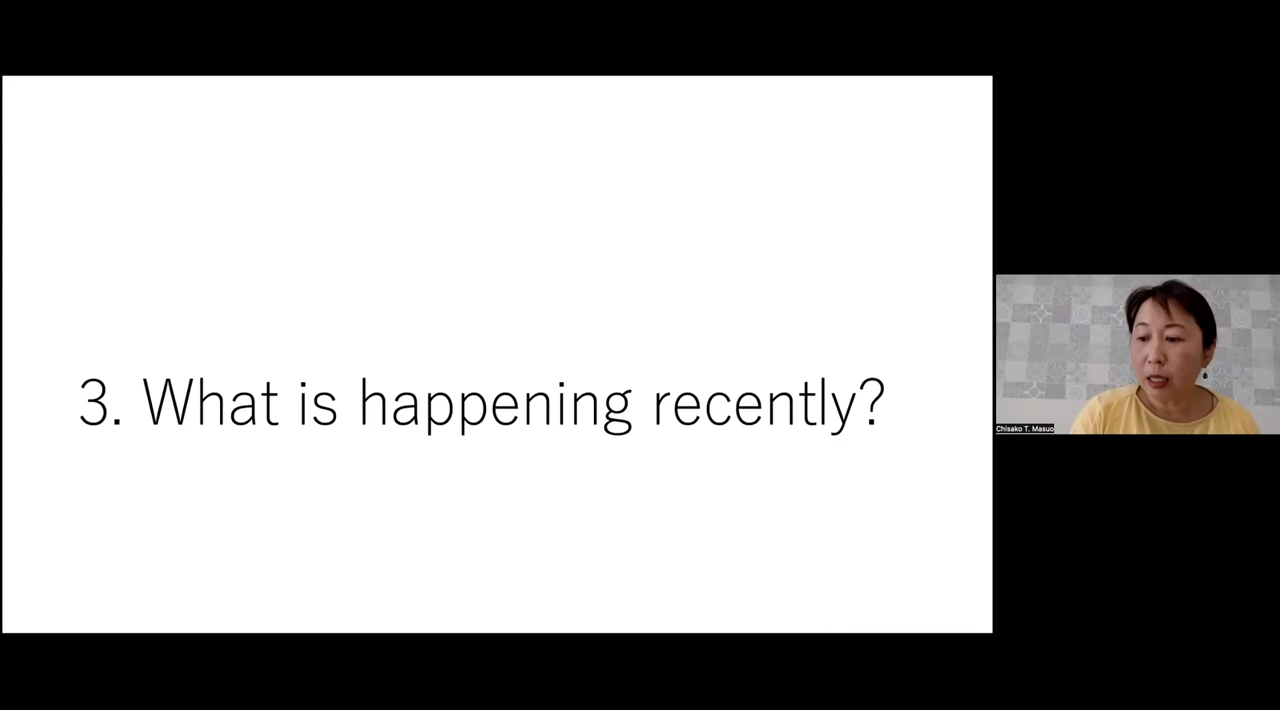 3. What is happening recently?
Chisako T. Masuo